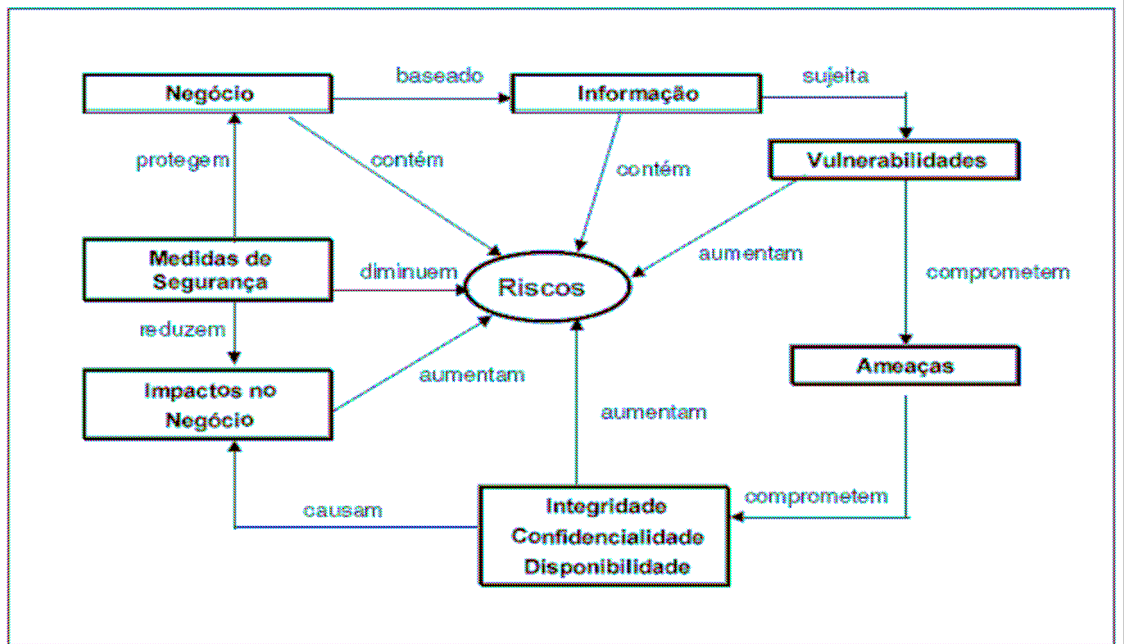 baseado
sujeita
Negócio
Informação
protegem
contém
contém
Vulnerabilidades
Medidas de
Segurança
diminuem
Riscos
aumentam
comprometem
reduzem
Impactos no
Negócio
aumentam
aumentam
Ameaças
causam
Integridade
Confidencialidade
Disponibilidade
comprometem